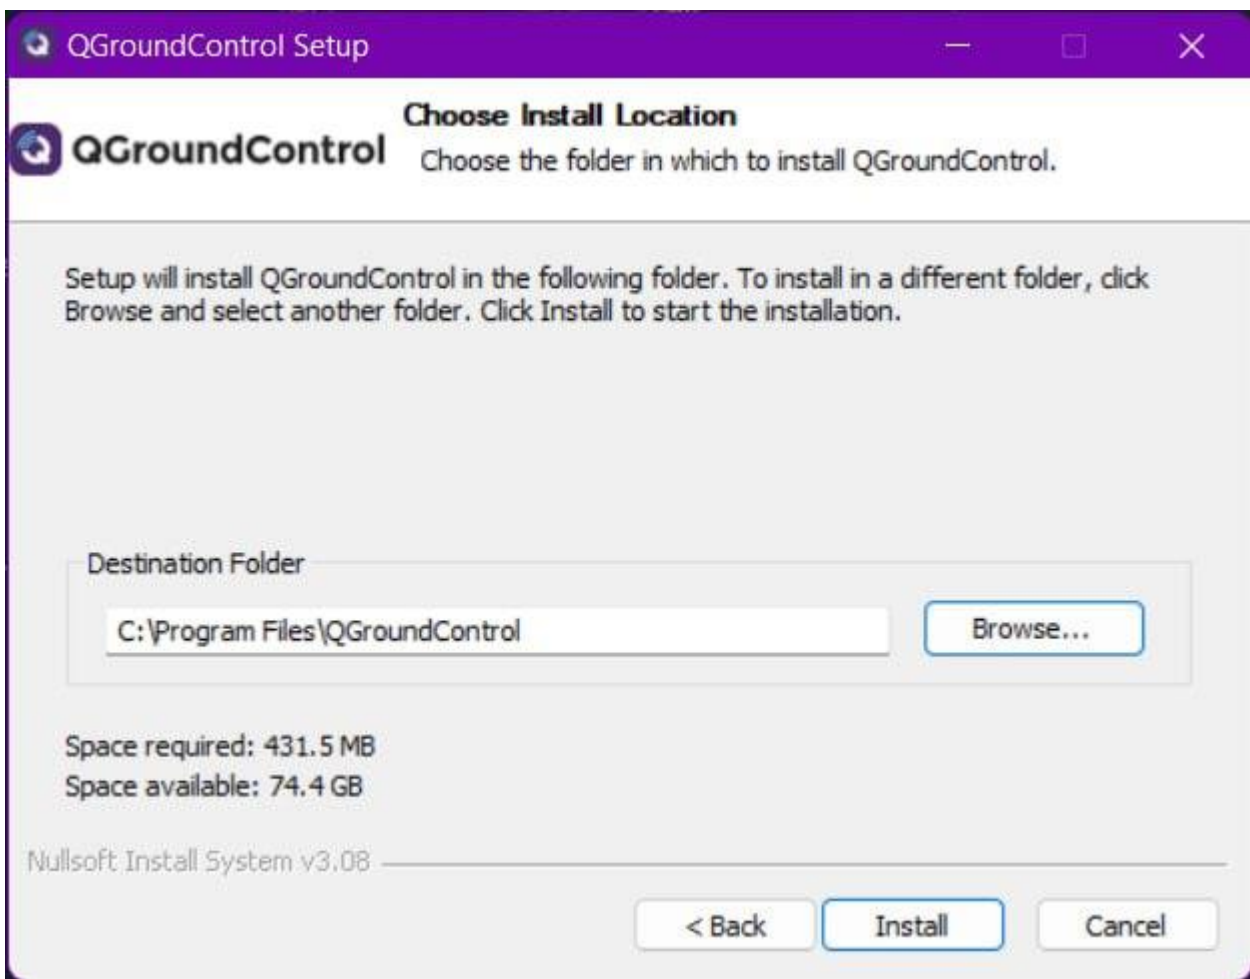 QGroundControl Setup
QGroundControl
Choose Install Location
Choose the folder in which to install QGroundControl.
Setup will install QGroundControl in the following folder. To install in a different folder, click
Browse and select another folder. Click Install to start the installation.
Destination Folder
C:\Program Files\QGroundControl
Browse...
Space required: 431.5 MB
Space available: 74.4 GB
Nullsoft Install System v3.08
< Back
Install
Cancel